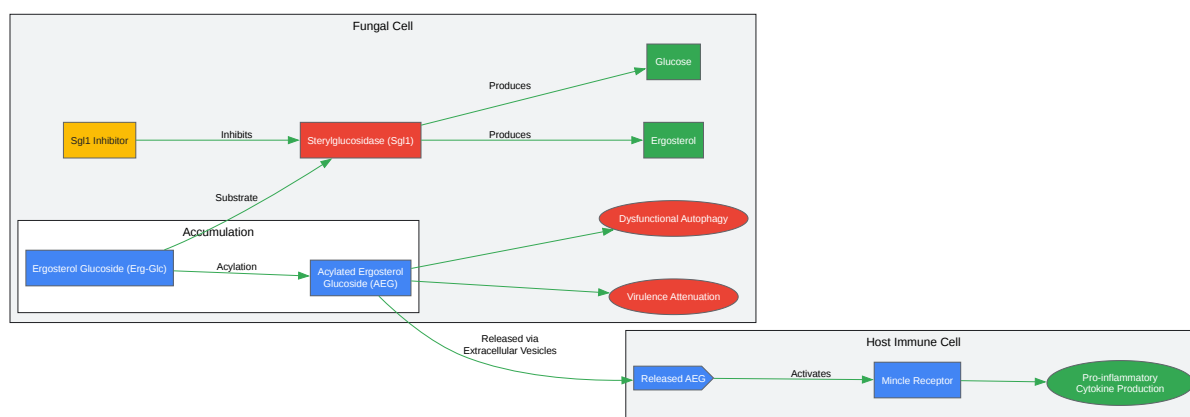 Fungal Cell
Glucose
Produces
Sgl1 Inhibitor
Inhibits
Sterylglucosidase (Sgl1)
Produces
Ergosterol
Substrate
Dysfunctional Autophagy
Accumulation
Ergosterol Glucoside (Erg-Glc)
Acylation
Acylated Ergosterol
Glucoside (AEG)
Virulence Attenuation
Released via
Extracellular Vesicles
Host Immune Cell
Released AEG
Activates
Mincle Receptor
Pro-inflammatory
Cytokine Production